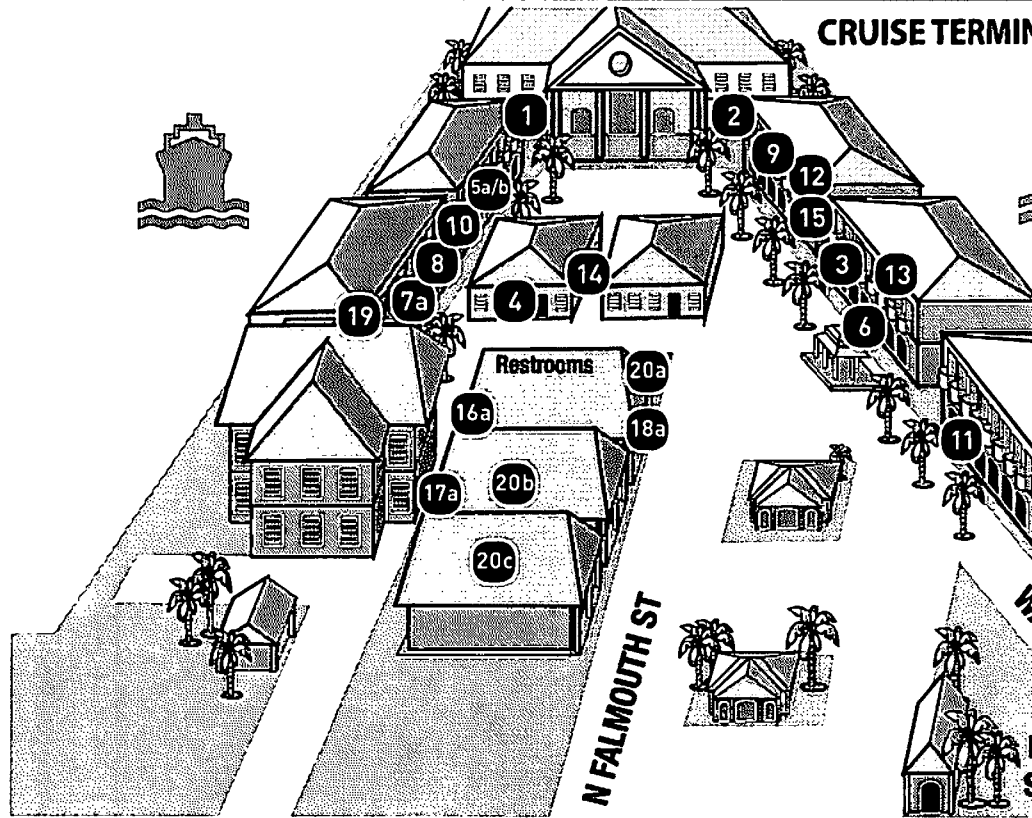 CRUISE TERMIN
1
2
9
5a/b
12
10
15
8
3
13
14
7a
4
19
6
Restrooms
20a
16a
18a
11
17a
20b
20c
N FALMOUTH ST
W
S